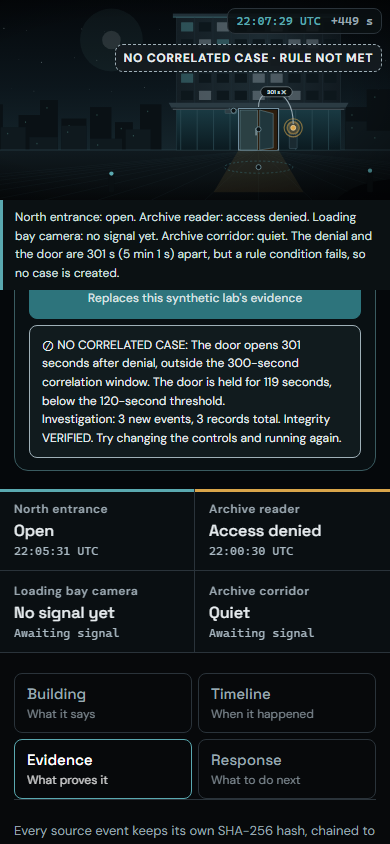 22:07:29 UTC +449 s
NO CORRELATED CASE · RULE NOT MET
301 s X
North entrance: open. Archive reader: access denied. Loading
bay camera: no signal yet. Archive corridor: quiet. The denial and
the door are 301 s (5 min 1 s) apart, but a rule condition fails, so
no case is created.
Replaces this synthetic lab's evidence
NO CORRELATED CASE: The door opens 301
seconds after denial, outside the 300-second
correlation window. The door is held for 119 seconds,
below the 120-second threshold.
Investigation: 3 new events, 3 records total. Integrity
VERIFIED. Try changing the controls and running again.
North entrance
Open
22:05:31 UTC
Archive reader
Access denied
22:00:30 UTC
Loading bay camera
No signal yet
Awaiting signal
Archive corridor
Quiet
Awaiting signal
Building
What it says
Timeline
When it happened
Evidence
What proves it
Response
What to do next
Every source event keeps its own SHA-256 hash, chained to